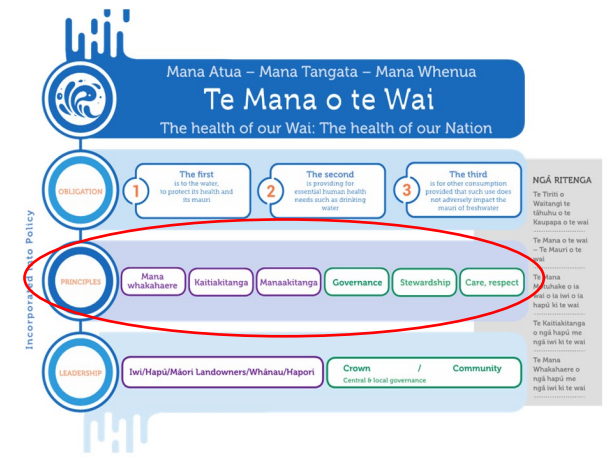 Mana Atua – Mana Tangata – Mana Whenua
Te Mana o te Wai
The health of our Wai: The health of our Nation
Incorporated into Policy
OBLIGATION
1
The first
is to the water,
to protect its health and
its mauri
2
The second
is providing for
essential human health
needs such as drinking
water
3
The third
is for other consumption
provided that such use does
not adversely impact the
mauri of freshwater
PRINCIPLES
Mana
whakahaere
Kaitiakitanga
Manaakitanga
Governance
Stewardship
Care, respect
LEADERSHIP
Iwi/Hapū/Māori Landowners/Whānau/Hapori
Crown / Community
Central & local governance
NGĀ RITENGA
Te Tiriti o
Waitangi te
tāhuhu o te
Kaupapa o te wai
Te Mana o te wai
– Te Mauri o te
wai
Te Mana
Motuhake o ia
wai o ia iwi o ia
hapū ki te wai
Te Kaitiakitanga
o ngā hapū me
ngā iwi ki te wai
Te Mana
Whakahaere o
ngā hapū me
ngā iwi ki te wai